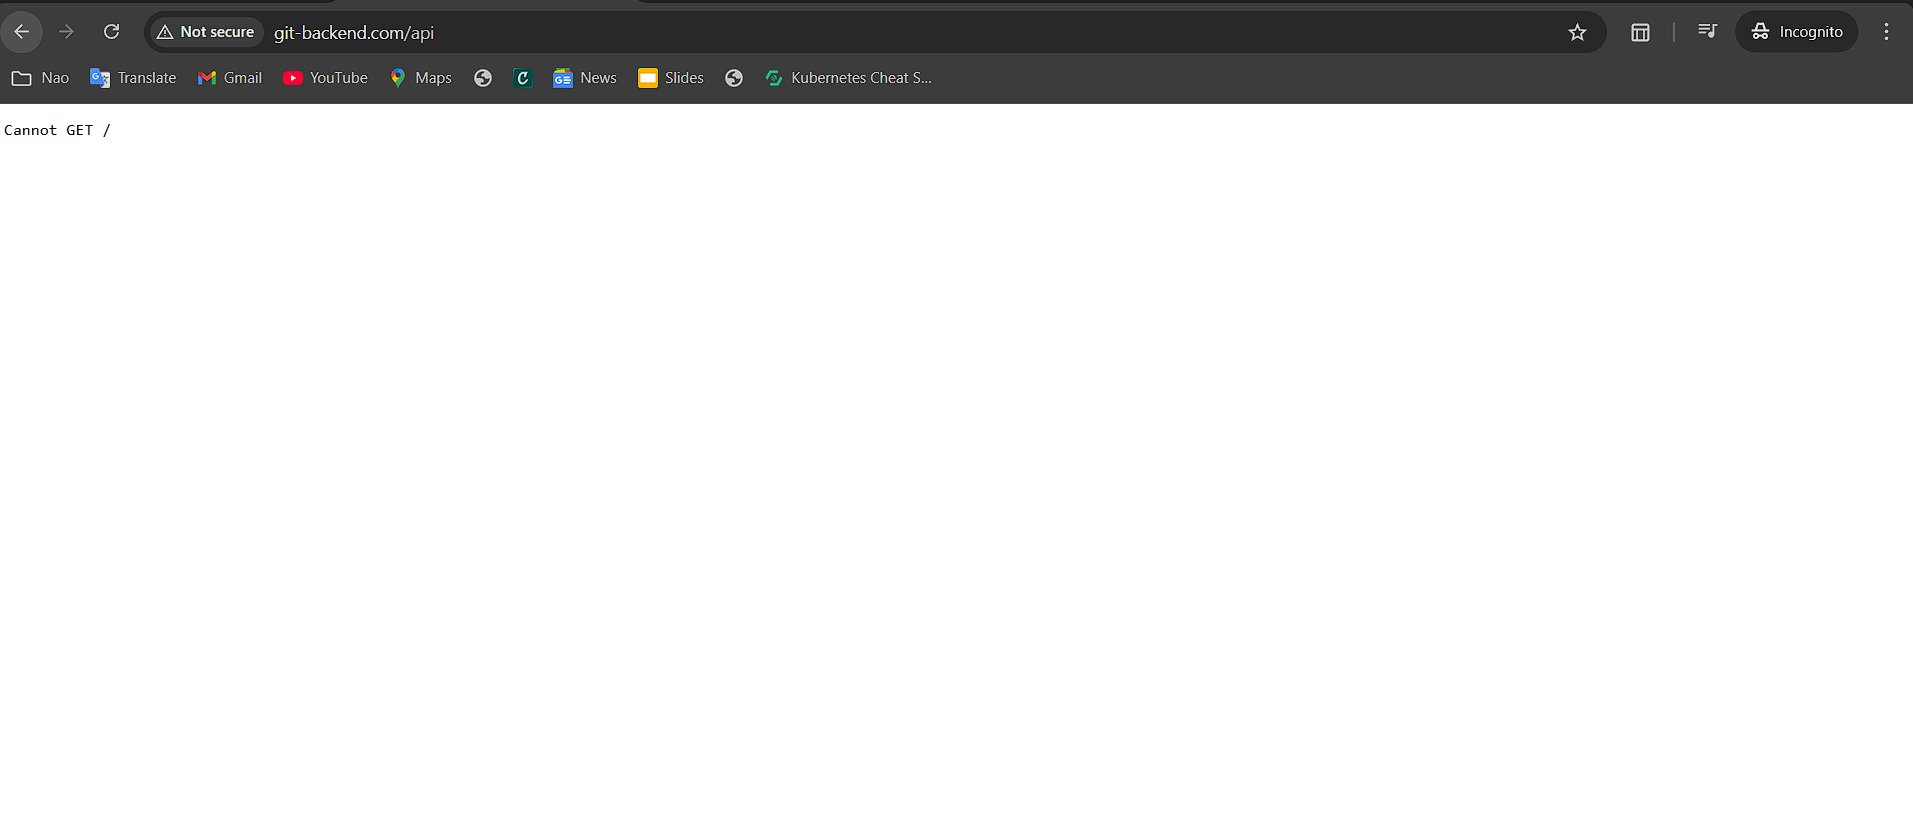 Not secure git-backend.com/api Incognito
Nao Translate Gmail YouTube Maps News Slides Kubernetes Cheat S...
Cannot GET /